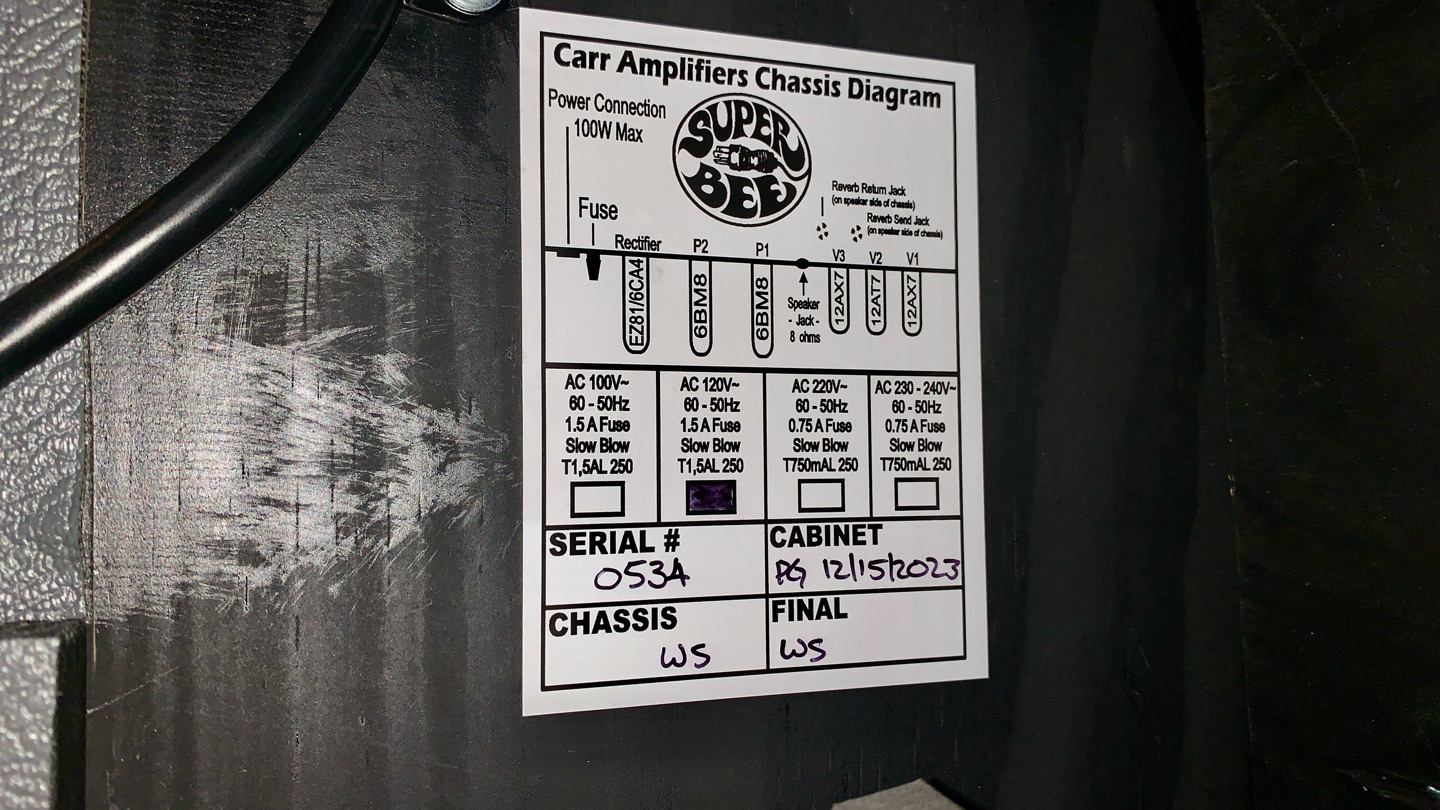 Carr Amplifiers Chassis Diagram
Power Connection
100W Max
SUPER
BEE
Reverb Return Jack
(on speaker side of chassis)
Reverb Send Jack
(on speaker side of chassis)
Fuse
Rectifier
P2
P1
V3
V2
V1
EZ81/6CA4
6BM8
6BM8
12AX7
12AT7
12AX7
Speaker
- Jack -
8 ohms
AC 100V~
60 - 50Hz
1.5 A Fuse
Slow Blow
T1,5AL 250
AC 120V~
60 - 50Hz
1.5 A Fuse
Slow Blow
T1,5AL 250
AC 220V~
60 - 50Hz
0.75 A Fuse
Slow Blow
T750mAL 250
AC 230 - 240V~
60 - 50Hz
0.75 A Fuse
Slow Blow
T750mAL 250
SERIAL #
0534
CABINET
PG 12/15/2023
CHASSIS
WS
FINAL
WS